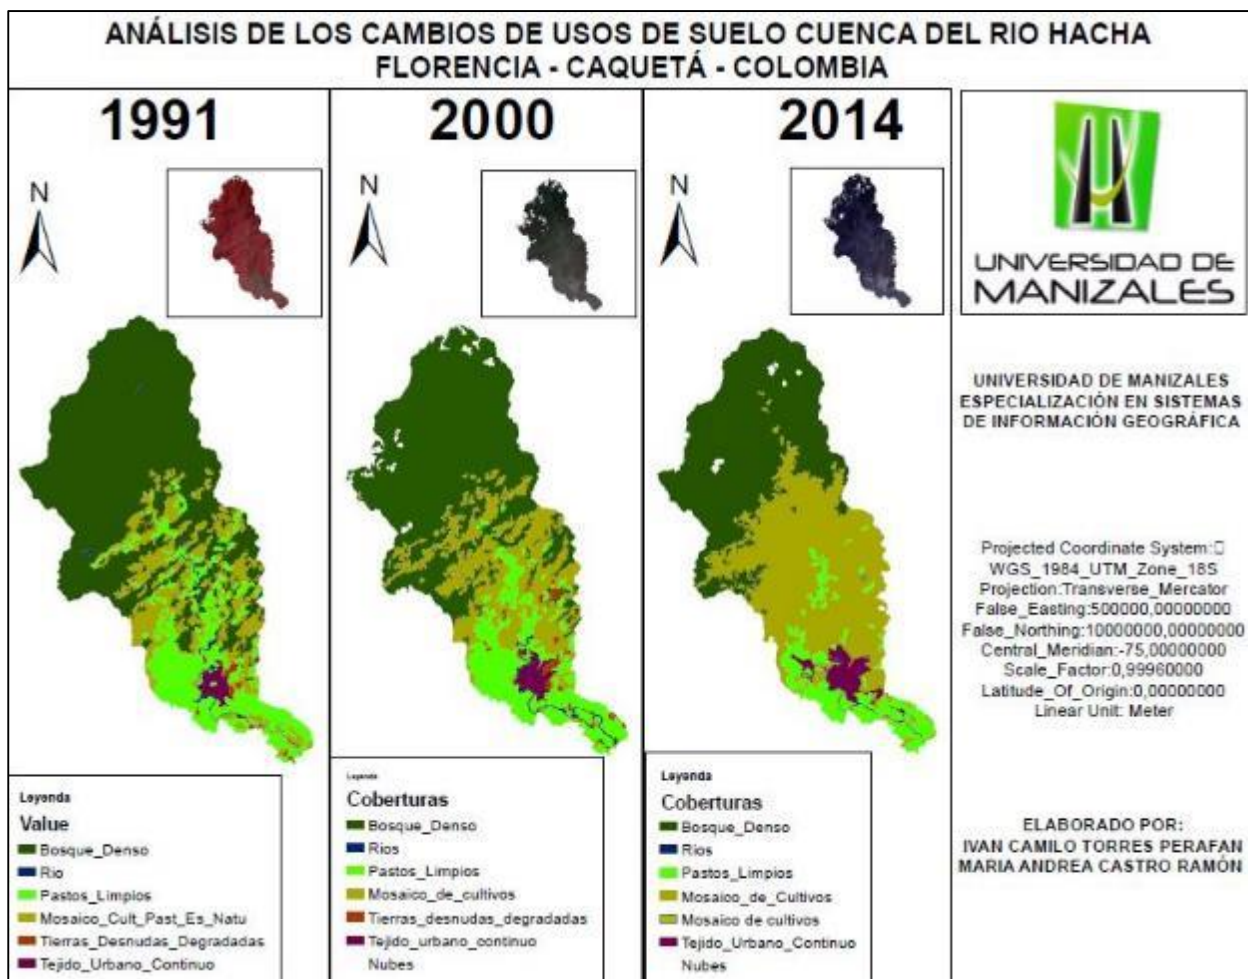 ANÁLISIS DE LOS CAMBIOS DE USOS DE SUELO CUENCA DEL RIO HACHA
FLORENCIA - CAQUETÁ - COLOMBIA
1991
N
Leyenda
Value
Bosque_Denso
Rio
Pastos_Limpios
Mosaico_Cult_Past_Es_Natu
Tierras_Desnudas_Degradadas
Tejido_Urbano_Continuo
2000
N
Leyenda
Coberturas
Bosque_Denso
Rios
Pastos_Limpios
Mosaico_de_cultivos
Tierras_desnudas_degradadas
Tejido_urbano_continuo
Nubes
2014
N
Leyenda
Coberturas
Bosque_Denso
Rios
Pastos_Limpios
Mosaico_de_Cultivos
Mosaico de cultivos
Tejido_Urbano_Continuo
Nubes
UNIVERSIDAD DE
MANIZALES
UNIVERSIDAD DE MANIZALES
ESPECIALIZACIÓN EN SISTEMAS
DE INFORMACIÓN GEOGRÁFICA
Projected Coordinate System:
WGS_1984_UTM_Zone_18S
Projection:Transverse_Mercator
False_Easting:500000,00000000
False_Northing:10000000,00000000
Central_Meridian:-75,00000000
Scale_Factor:0,99960000
Latitude_Of_Origin:0,00000000
Linear Unit: Meter
ELABORADO POR:
IVAN CAMILO TORRES PERAFAN
MARIA ANDREA CASTRO RAMÓN